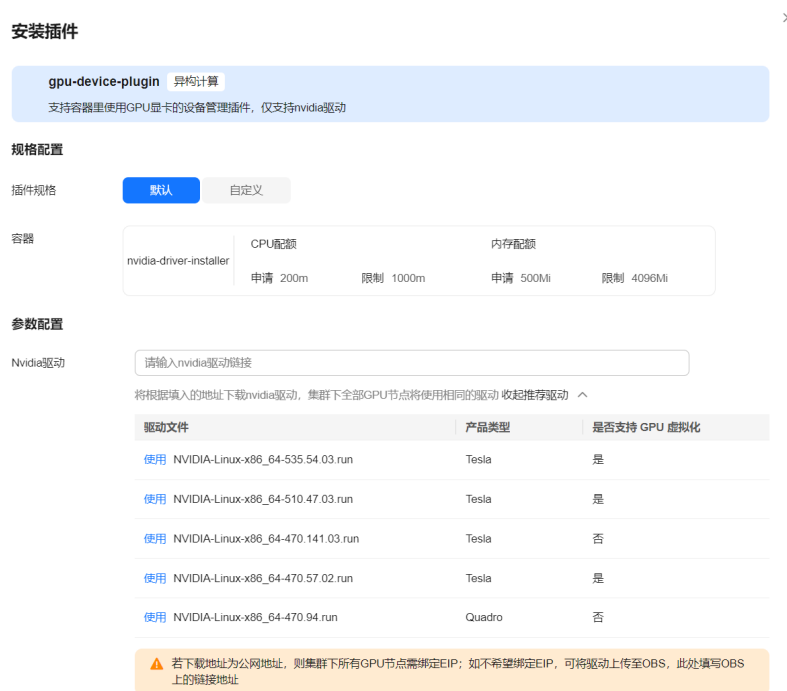 安装插件
gpu-device-plugin 异构计算
支持容器里使用GPU显卡的设备管理插件，仅支持nvidia驱动
规格配置
插件规格 默认 自定义
容器 nvidia-driver-installer CPU配额 内存配额
申请 200m 限制 1000m 申请 500Mi 限制 4096Mi
参数配置
Nvidia驱动 请输入nvidia驱动链接
将根据填入的地址下载nvidia驱动，集群下全部GPU节点将使用相同的驱动 收起推荐驱动
驱动文件 产品类型 是否支持 GPU 虚拟化
使用 NVIDIA-Linux-x86_64-535.54.03.run Tesla 是
使用 NVIDIA-Linux-x86_64-510.47.03.run Tesla 是
使用 NVIDIA-Linux-x86_64-470.141.03.run Tesla 否
使用 NVIDIA-Linux-x86_64-470.57.02.run Tesla 是
使用 NVIDIA-Linux-x86_64-470.94.run Quadro 否
若下载地址为公网地址，则集群下所有GPU节点需绑定EIP；如不希望绑定EIP，可将驱动上传至OBS，此处填写OBS
上的链接地址